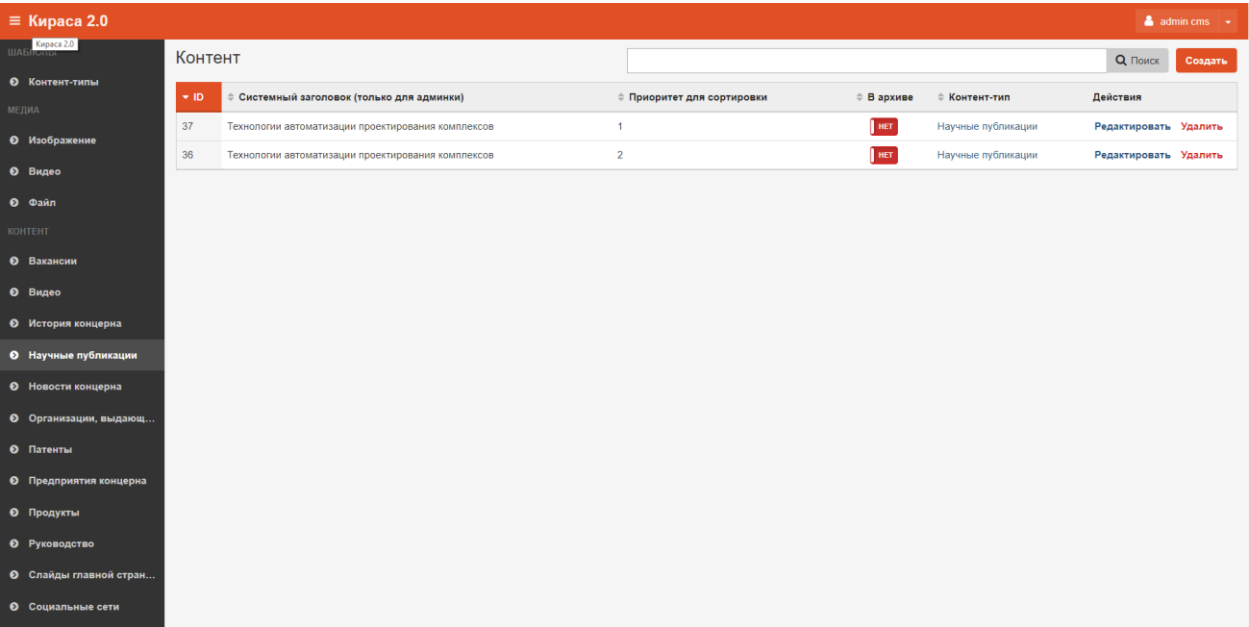 Кираса 2.0
admin cms
Кираса 2.0
ШАБЛОНЫ
Контент-типы
МЕДИА
Изображение
Видео
Файл
КОНТЕНТ
Вакансии
Видео
История концерна
Научные публикации
Новости концерна
Организации, выдающ...
Патенты
Предприятия концерна
Продукты
Руководство
Слайды главной стран...
Социальные сети
Контент
Поиск
Создать
ID Системный заголовок (только для админки) Приоритет для сортировки В архиве Контент-тип Действия
37 Технологии автоматизации проектирования комплексов 1 НЕТ Научные публикации Редактировать Удалить
36 Технологии автоматизации проектирования комплексов 2 НЕТ Научные публикации Редактировать Удалить